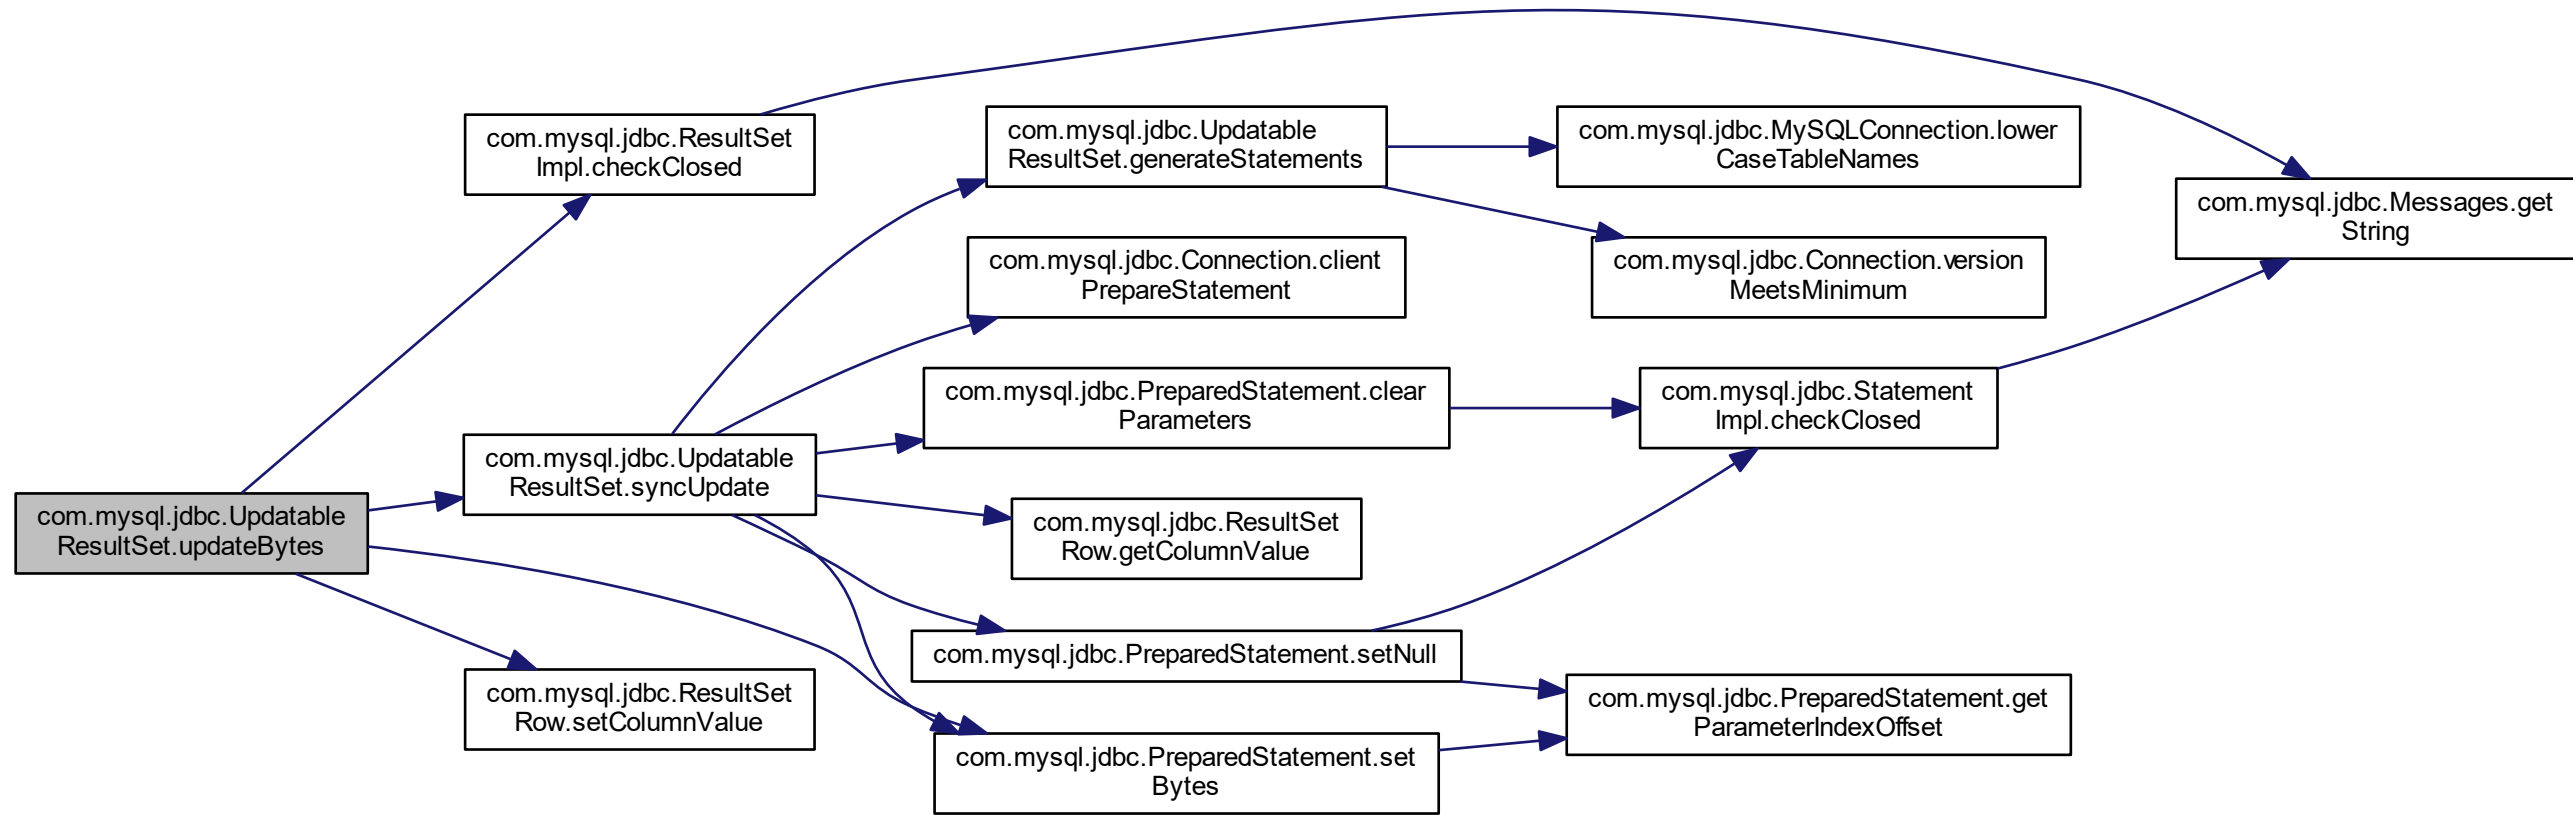 com.mysql.jdbc.Updatable
ResultSet.updateBytes
com.mysql.jdbc.ResultSet
Impl.checkClosed
com.mysql.jdbc.Updatable
ResultSet.syncUpdate
com.mysql.jdbc.ResultSet
Row.setColumnValue
com.mysql.jdbc.Updatable
ResultSet.generateStatements
com.mysql.jdbc.Connection.client
PrepareStatement
com.mysql.jdbc.PreparedStatement.clear
Parameters
com.mysql.jdbc.ResultSet
Row.getColumnValue
com.mysql.jdbc.PreparedStatement.setNull
com.mysql.jdbc.PreparedStatement.set
Bytes
com.mysql.jdbc.MySQLConnection.lower
CaseTableNames
com.mysql.jdbc.Connection.version
MeetsMinimum
com.mysql.jdbc.Statement
Impl.checkClosed
com.mysql.jdbc.PreparedStatement.get
ParameterIndexOffset
com.mysql.jdbc.Messages.get
String